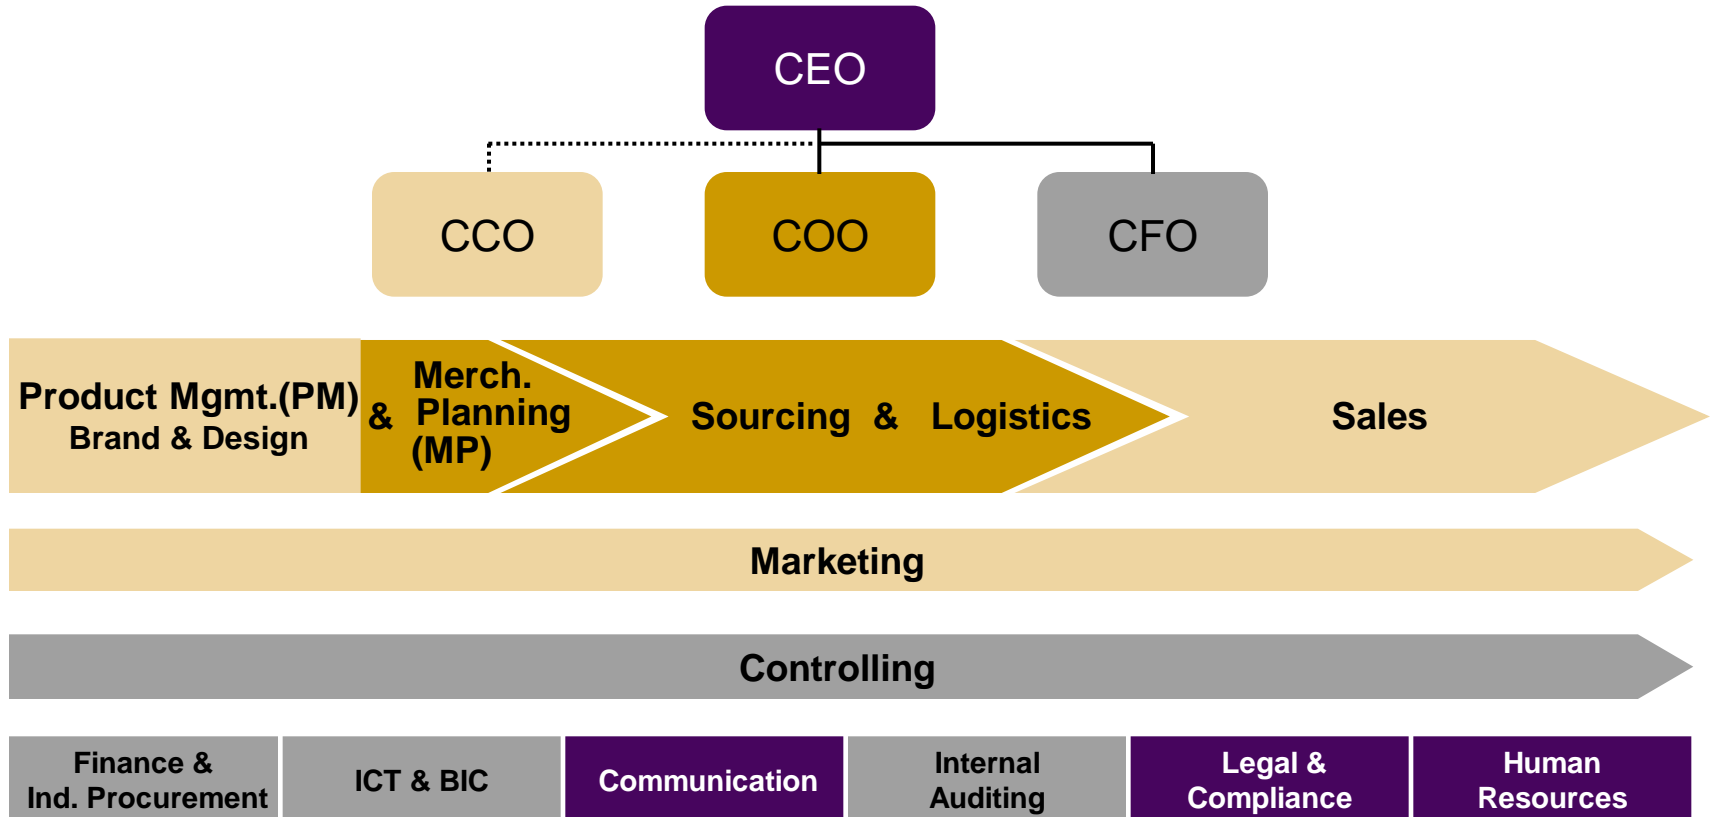 CEO
CCO
COO
CFO
Product Mgmt.(PM)
Brand & Design
&
Merch.
Planning
(MP)
Sourcing & Logistics
Sales
Marketing
Controlling
Finance &
Ind. Procurement
ICT & BIC
Communication
Internal
Auditing
Legal &
Compliance
Human
Resources